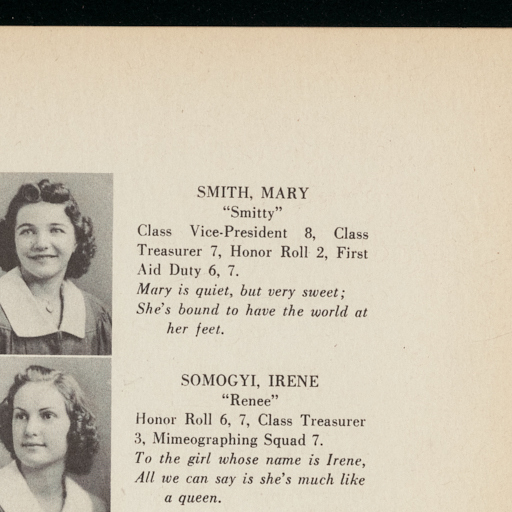 SMITH, MARY
“Smitty”
Class Vice-President 8, Class
Treasurer 7, Honor Roll 2, First
Aid Duty 6, 7.
Mary is quiet, but very sweet;
She's bound to have the world at
her feet.
SOMOGYI, IRENE
“Renee”
Honor Roll 6, 7, Class Treasurer
3, Mimeographing Squad 7.
To the girl whose name is Irene,
All we can say is she's much like
a queen.